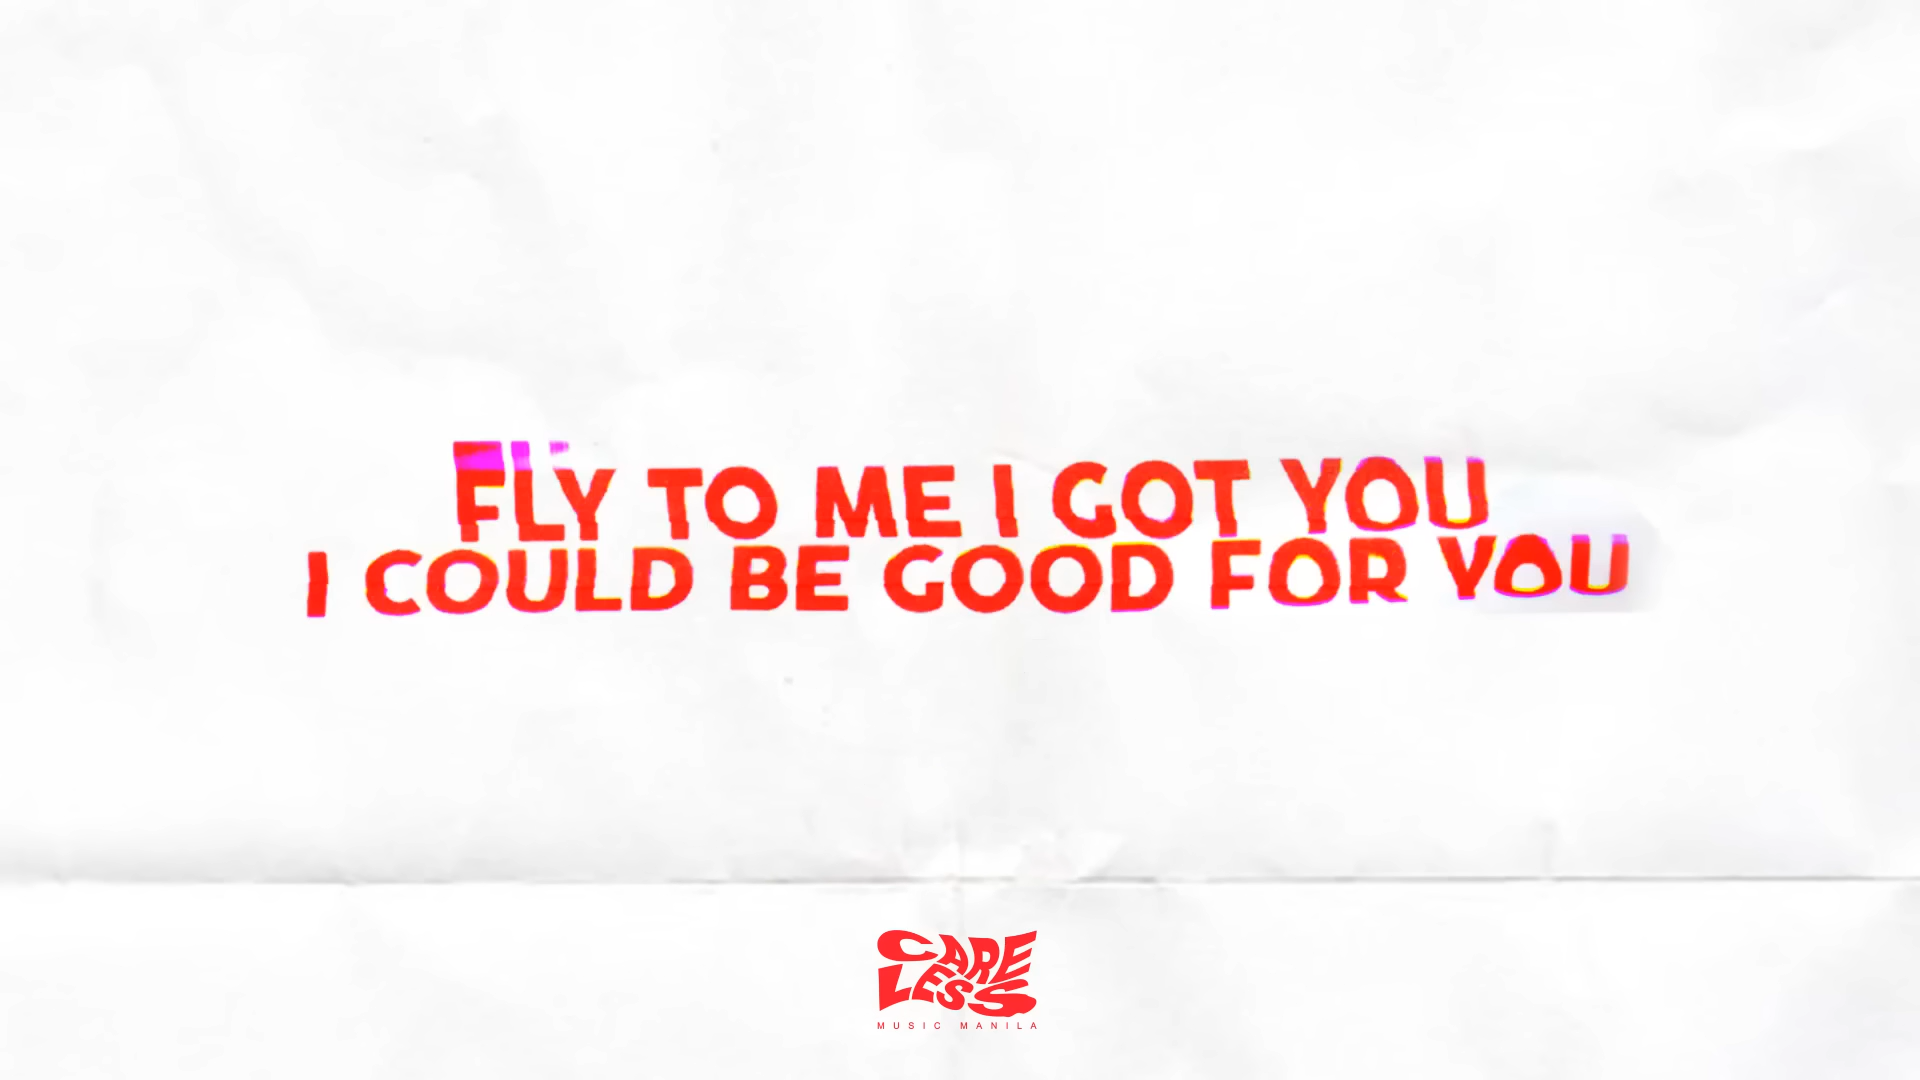 FLY TO ME I GOT YOU
I COULD BE GOOD FOR YOU
CARE
LESS
MUSIC MANILA